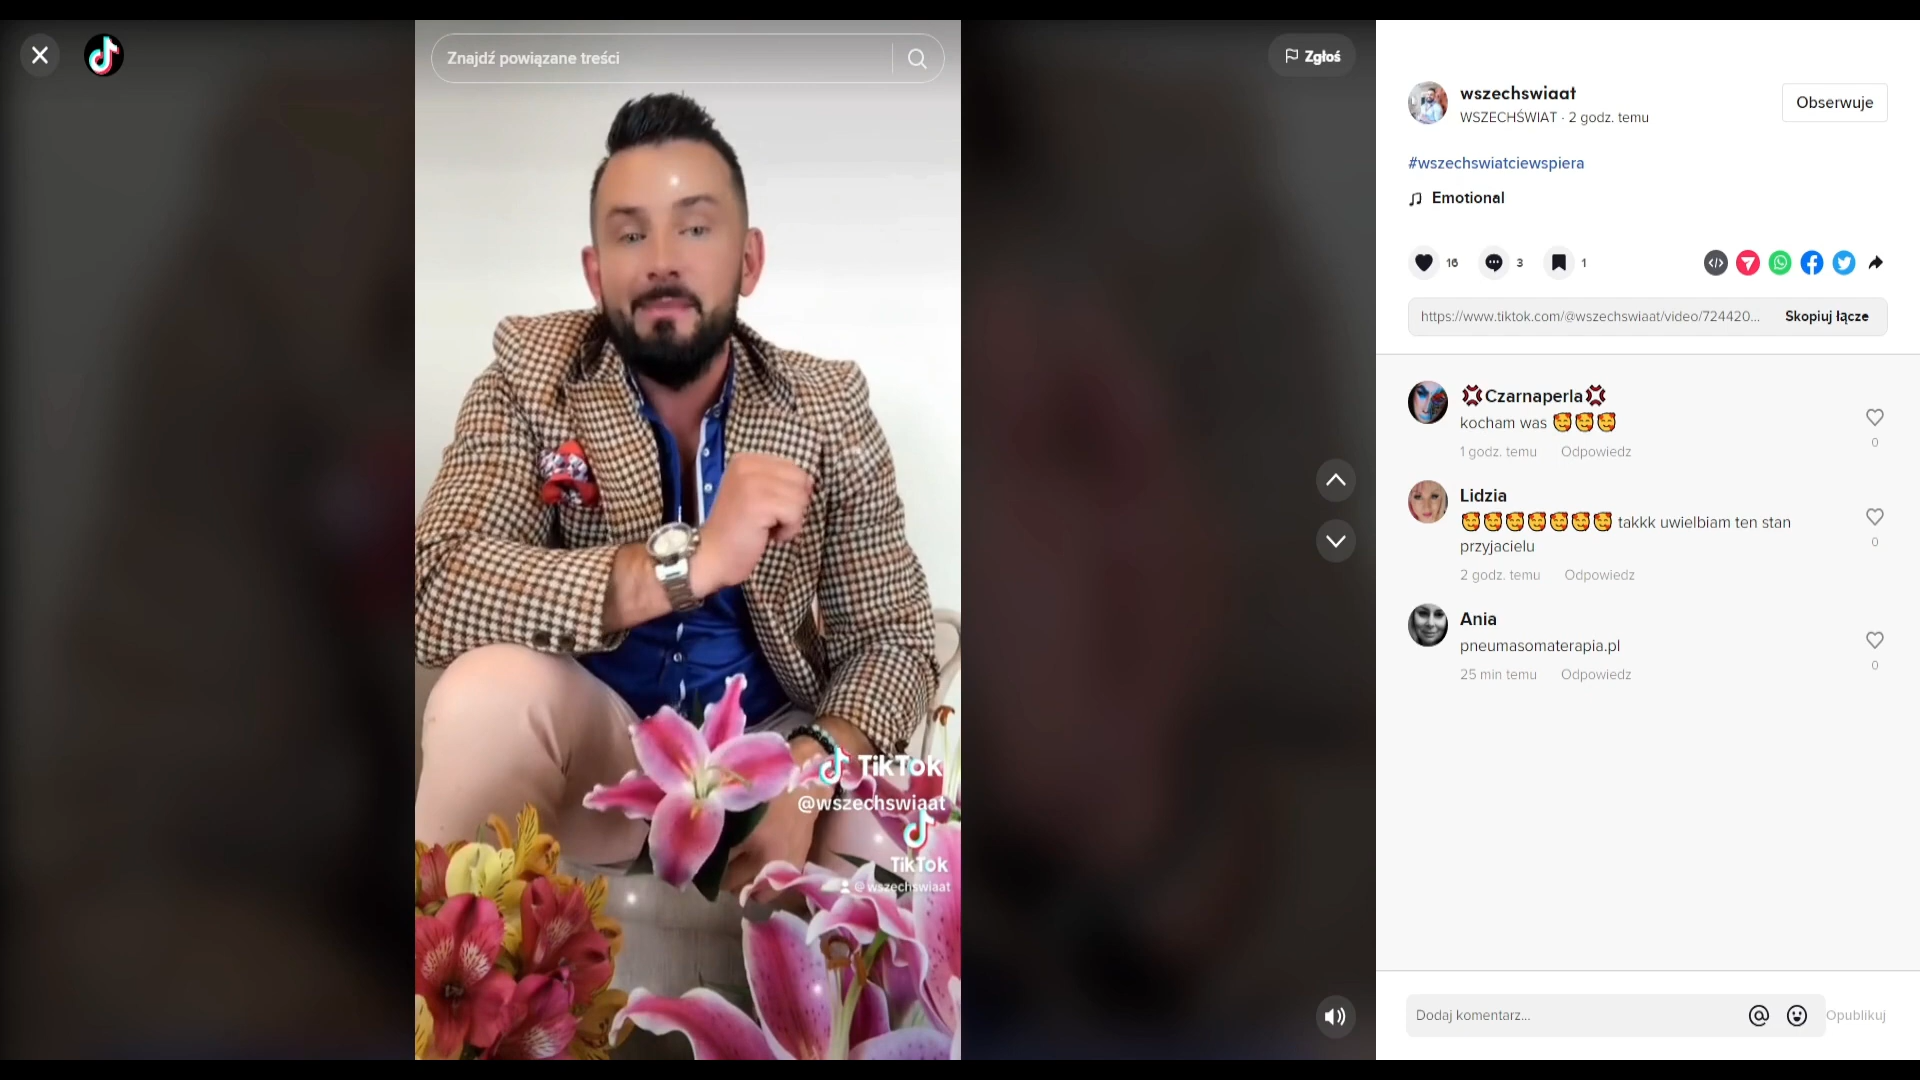 Znajdź powiązane treści
Zgłoś
TikTok
@wszechswiaat
TikTok
@wszechswiaat
wszechswiaat
WSZECHŚWIAT · 2 godz. temu
Obserwuje
#wszechswiatciewspiera
Emotional
16
3
1
https://www.tiktok.com/@wszechswiaat/video/724420...
Skopiuj łącze
💢Czarnaperla💢
kocham was 🥰🥰🥰
1 godz. temu Odpowiedz
0
Lidzia
🥰🥰🥰🥰🥰🥰🥰 takkk uwielbiam ten stan
przyjacielu
2 godz. temu Odpowiedz
0
Ania
pneumasomaterapia.pl
25 min temu Odpowiedz
0
Dodaj komentarz...
Opublikuj